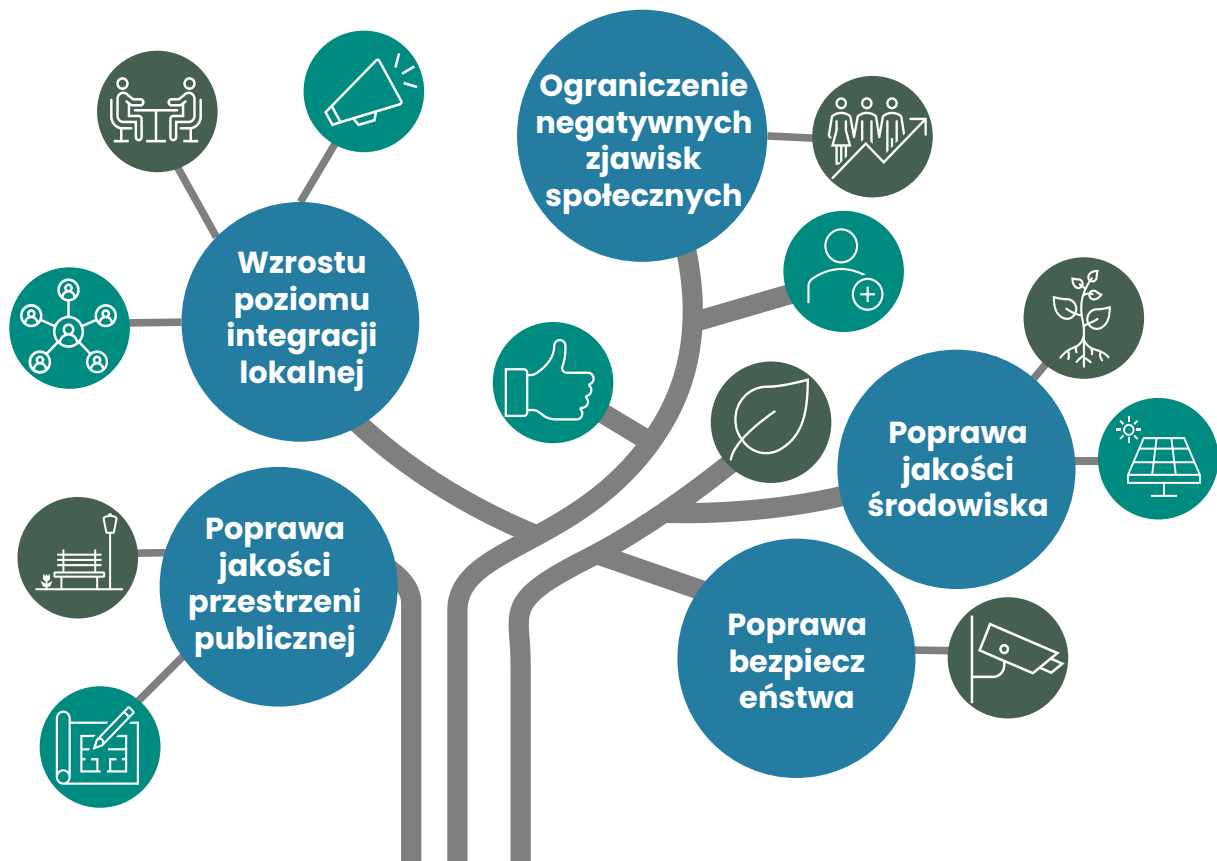 Ograniczenie
negatywnych
zjawisk
społecznych
Wzrostu
poziomu
integracji
lokalnej
Poprawa
jakości
środowiska
Poprawa
jakości
przestrzeni
publicznej
Poprawa
bezpiecz
eństwa